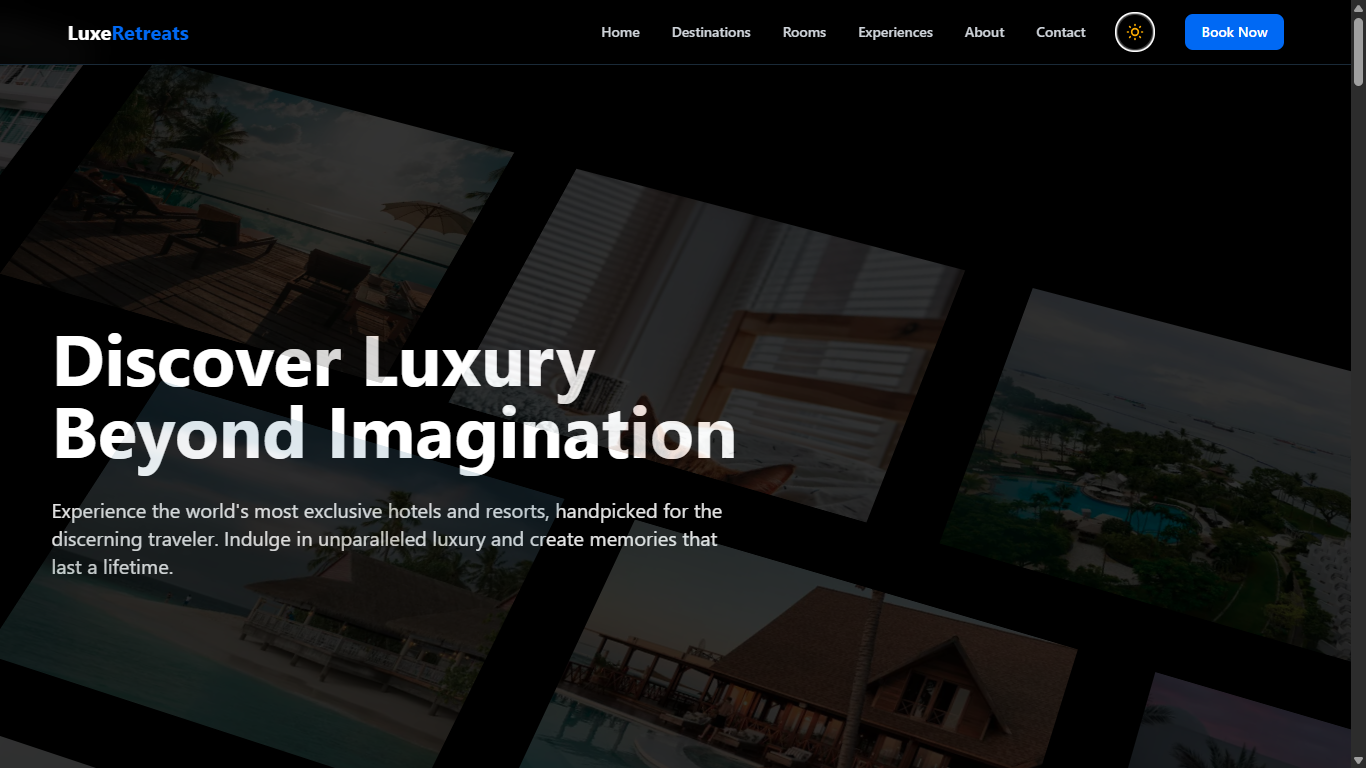 LuxeRetreats
Home
Destinations
Rooms
Experiences
About
Contact
Book Now
Discover Luxury
Beyond Imagination
Experience the world's most exclusive hotels and resorts, handpicked for the
discerning traveler. Indulge in unparalleled luxury and create memories that
last a lifetime.